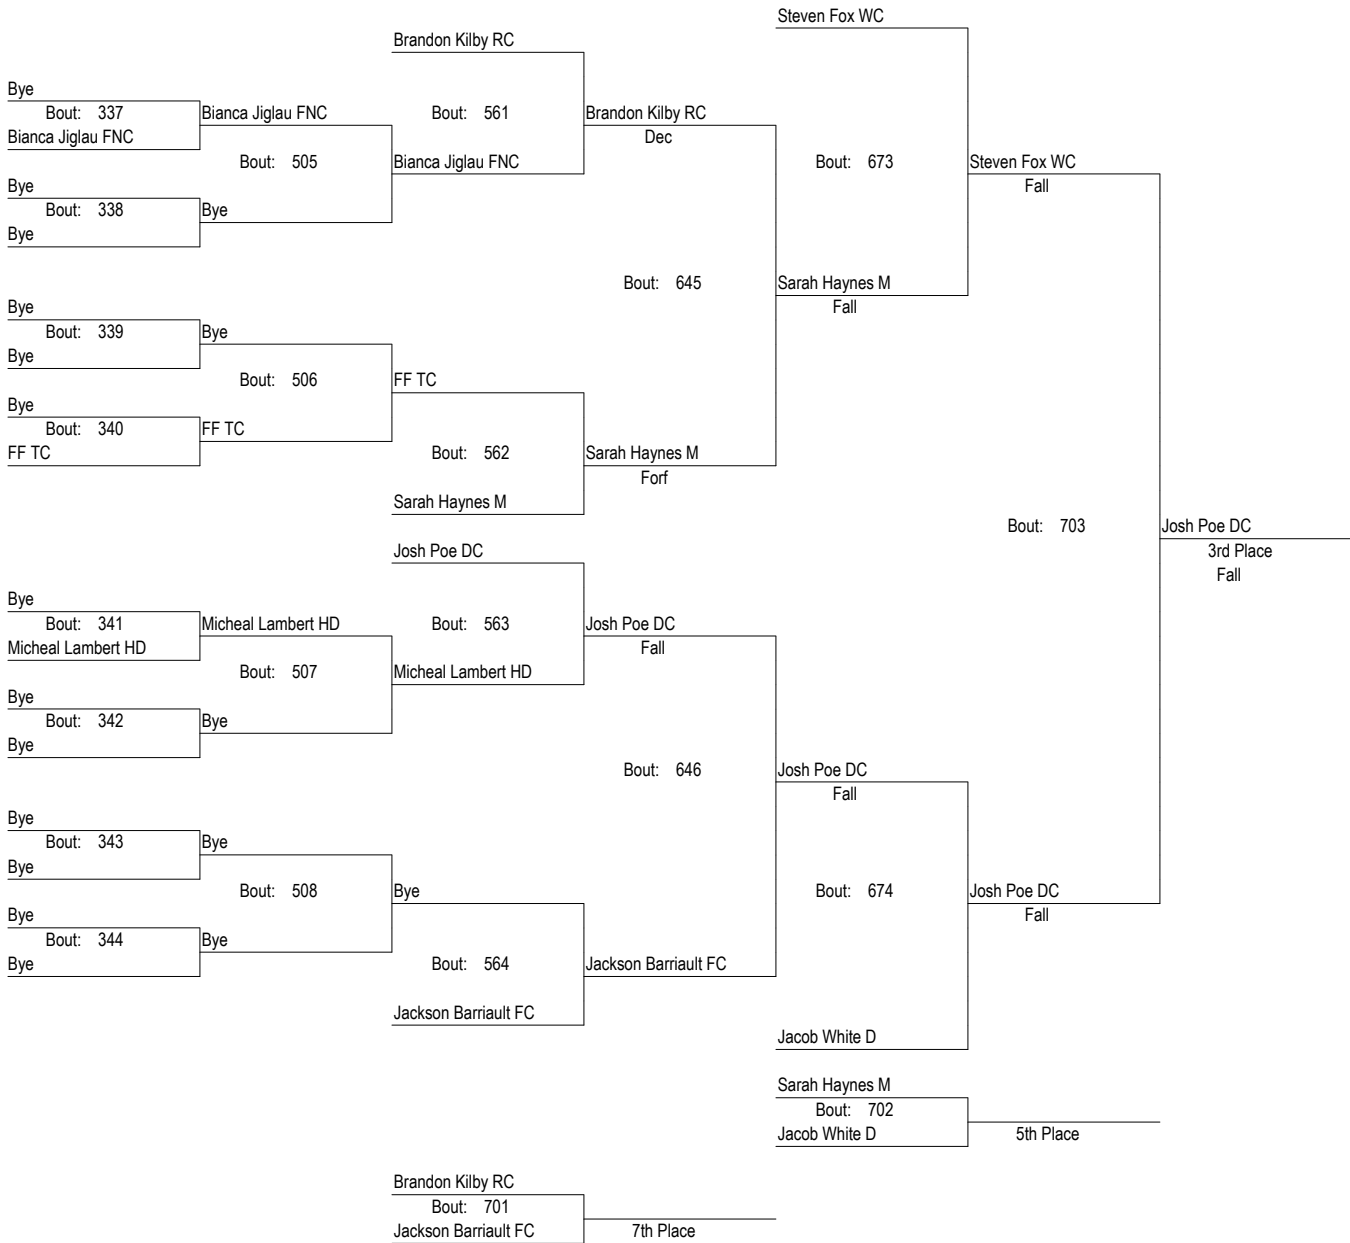 Steven Fox WC
Brandon Kilby RC
Bye
Bout: 337
Bianca Jiglau FNC
Bianca Jiglau FNC
Bout: 561
Brandon Kilby RC
Dec
Bout: 505
Bianca Jiglau FNC
Bout: 673
Steven Fox WC
Fall
Bye
Bout: 338
Bye
Bye
Bout: 645
Sarah Haynes M
Fall
Bye
Bout: 339
Bye
Bye
Bout: 506
FF TC
Bye
Bout: 340
FF TC
FF TC
Bout: 562
Sarah Haynes M
Forf
Sarah Haynes M
Bout: 703
Josh Poe DC
3rd Place
Fall
Josh Poe DC
Bye
Bout: 341
Micheal Lambert HD
Micheal Lambert HD
Bout: 563
Josh Poe DC
Fall
Bout: 507
Micheal Lambert HD
Bye
Bout: 342
Bye
Bye
Bout: 646
Josh Poe DC
Fall
Bye
Bout: 343
Bye
Bye
Bout: 508
Bye
Bout: 674
Josh Poe DC
Fall
Bye
Bout: 344
Bye
Bye
Bout: 564
Jackson Barriault FC
Jackson Barriault FC
Jacob White D
Sarah Haynes M
Bout: 702
Jacob White D
5th Place
Brandon Kilby RC
Bout: 701
Jackson Barriault FC
7th Place